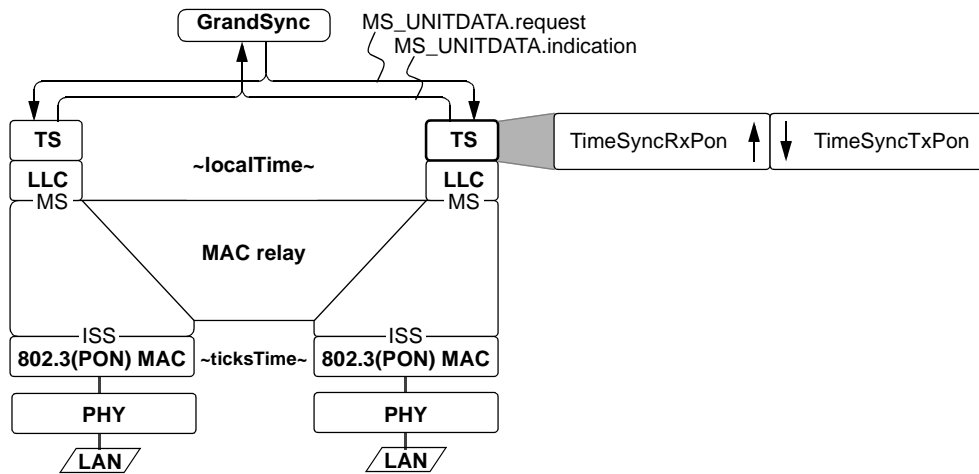 GrandSync
MS_UNITDATA.request
MS_UNITDATA.indication
TS
TS
TimeSyncRxPon
TimeSyncTxPon
~localTime~
LLC
LLC
MS
MS
MAC relay
ISS
ISS
802.3(PON) MAC
~ticksTime~
802.3(PON) MAC
PHY
PHY
LAN
LAN